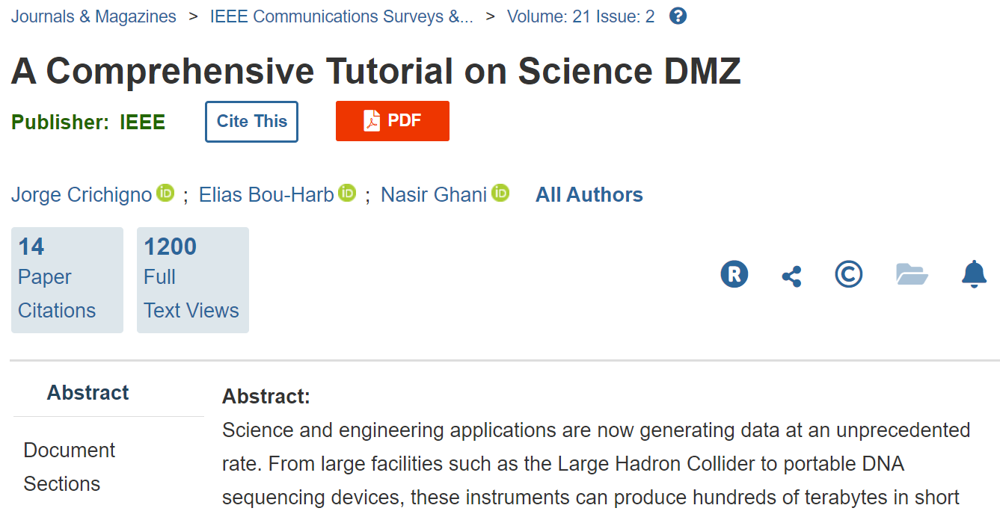 Journals & Magazines > IEEE Communications Surveys &... > Volume: 21 Issue: 2 ?
A Comprehensive Tutorial on Science DMZ
Publisher: IEEE Cite This PDF
Jorge Crichigno iD ; Elias Bou-Harb iD ; Nasir Ghani iD All Authors
14
Paper
Citations
1200
Full
Text Views
R ©
Abstract
Document
Sections
Abstract:
Science and engineering applications are now generating data at an unprecedented
rate. From large facilities such as the Large Hadron Collider to portable DNA
sequencing devices, these instruments can produce hundreds of terabytes in short